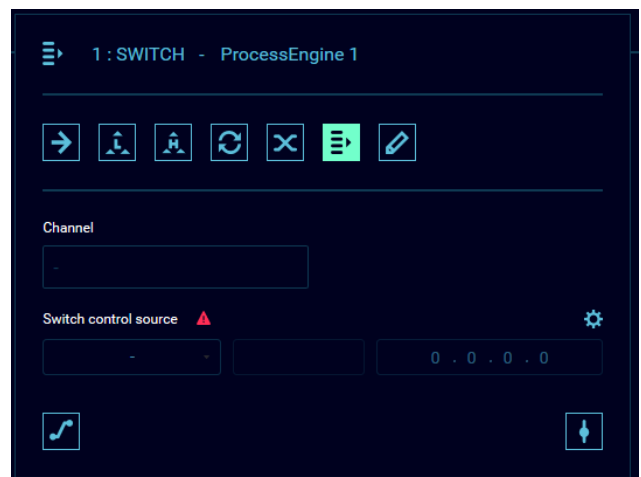 1 : SWITCH - ProcessEngine 1
L
H
Channel
-
Switch control source
-
0 . 0 . 0 . 0